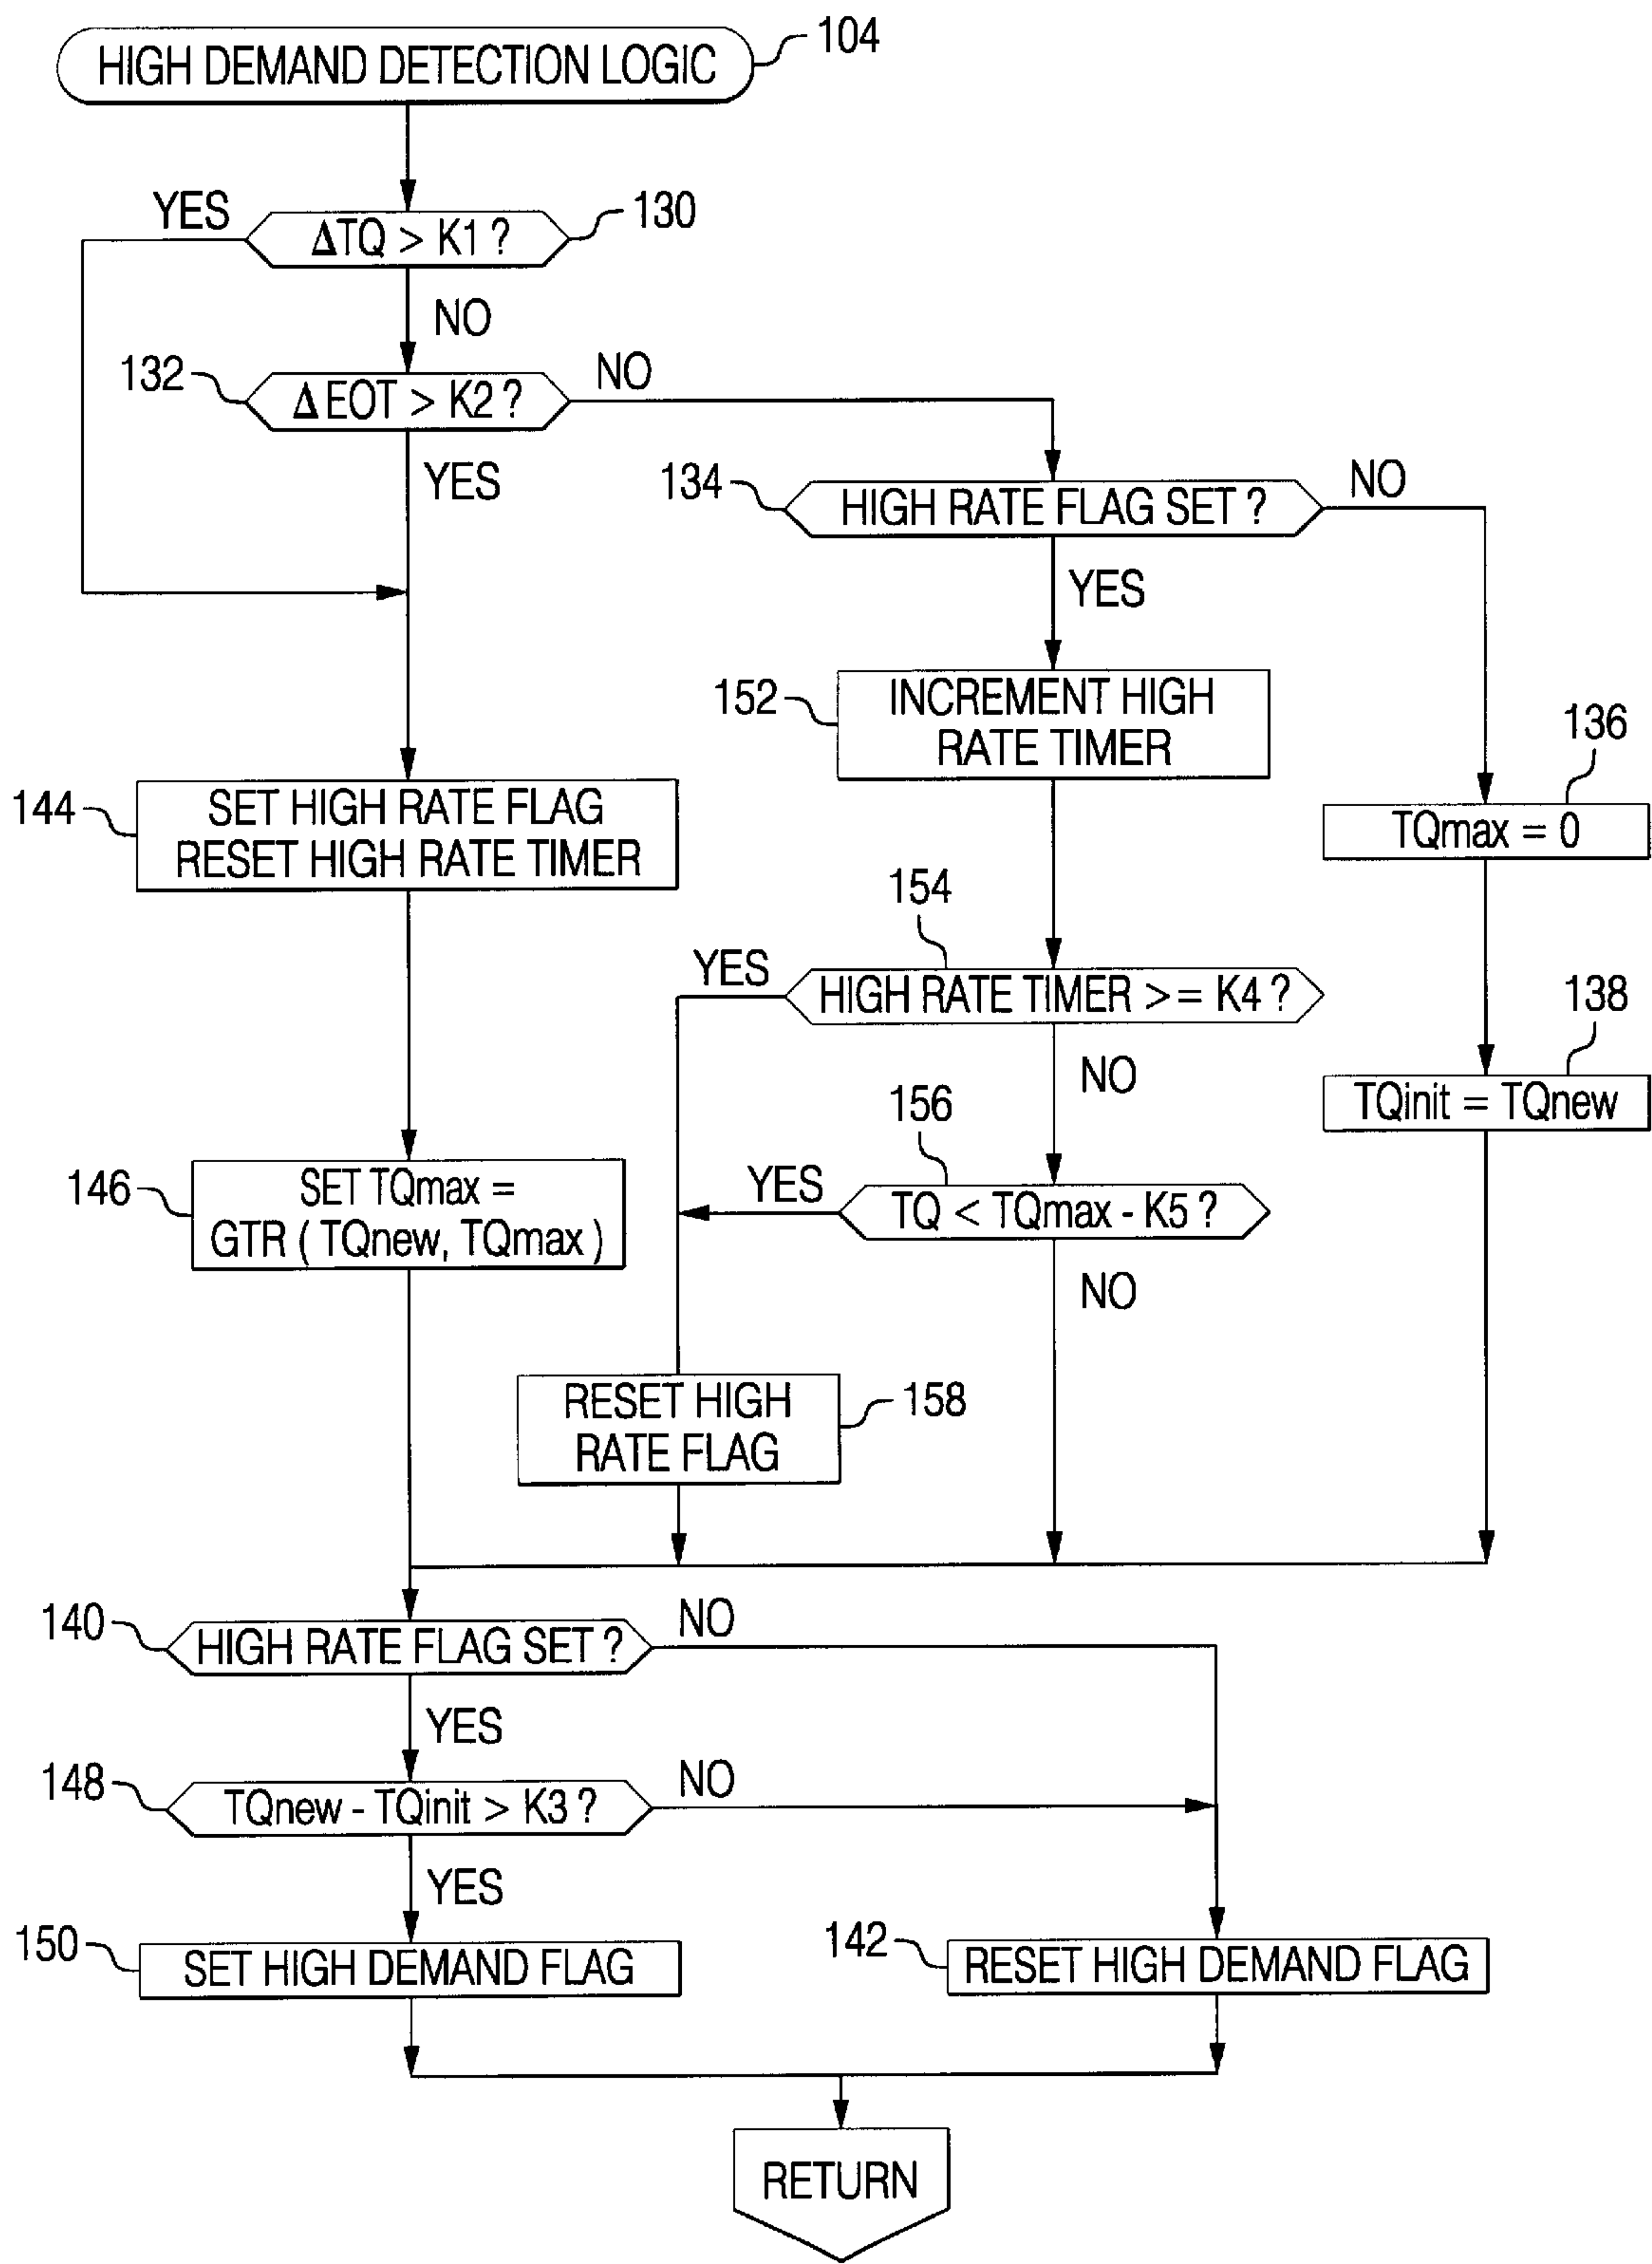 HIGH DEMAND DETECTION LOGIC
104
YES
ΔTQ > K1 ?
130
NO
132
ΔEOT > K2 ?
NO
YES
134
HIGH RATE FLAG SET ?
NO
YES
152
INCREMENT HIGH
RATE TIMER
136
TQmax = 0
144
SET HIGH RATE FLAG
RESET HIGH RATE TIMER
154
YES
HIGH RATE TIMER >= K4 ?
NO
138
TQinit = TQnew
146
SET TQmax =
GTR ( TQnew, TQmax )
156
YES
TQ < TQmax - K5 ?
NO
RESET HIGH
RATE FLAG
158
140
HIGH RATE FLAG SET ?
NO
YES
148
TQnew - TQinit > K3 ?
NO
YES
150
SET HIGH DEMAND FLAG
142
RESET HIGH DEMAND FLAG
RETURN